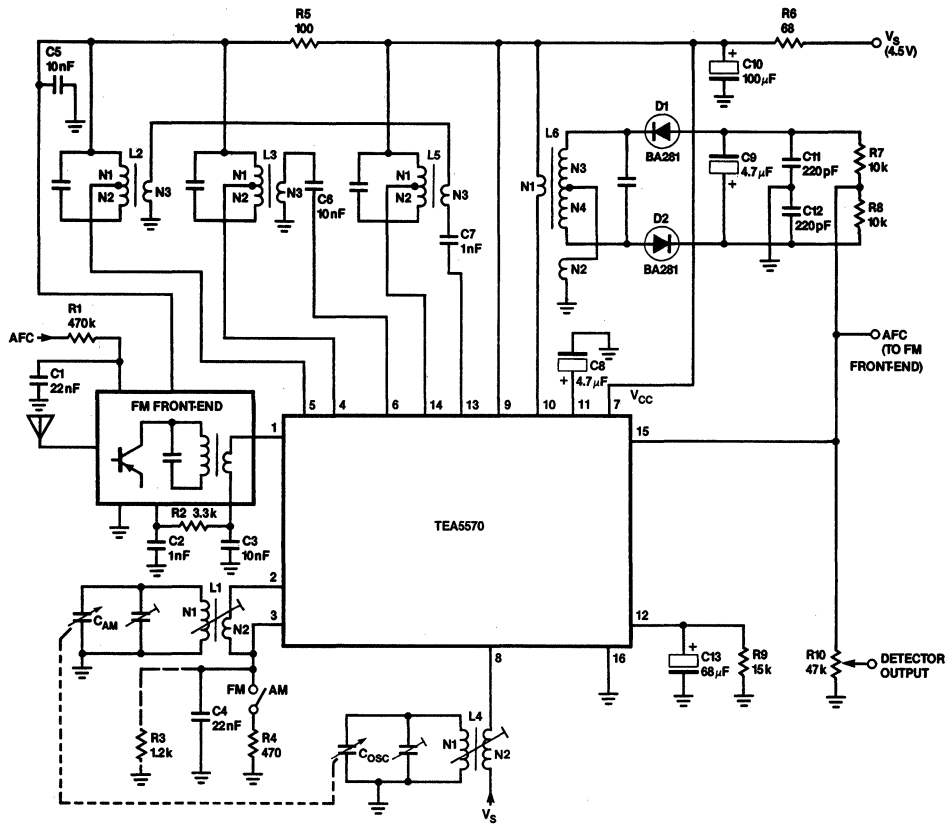 R5
100
R6
68
V_S
(4.5V)
C5
10nF
+
C10
100μF
D1
BA281
L2
N1
N2
N3
L3
N1
N2
N3
C6
10nF
L5
N1
N2
N3
C7
1nF
L6
N1
N3
N4
N2
+
C9
4.7μF
C11
220pF
C12
220pF
R7
10k
R8
10k
D2
BA281
R1
470k
AFC
C1
22nF
C8
4.7μF
+
V_CC
AFC
(TO FM
FRONT-END)
FM FRONT-END
5
4
6
14
13
9
10
11
7
1
15
TEA5570
R2 3.3k
C2
1nF
C3
10nF
2
3
L1
N1
N2
C_AM
12
8
16
+
C13
68μF
R9
15k
R10
47k
DETECTOR
OUTPUT
FM
AM
C4
22nF
R3
1.2k
R4
470
C_OSC
L4
N1
N2
V_S